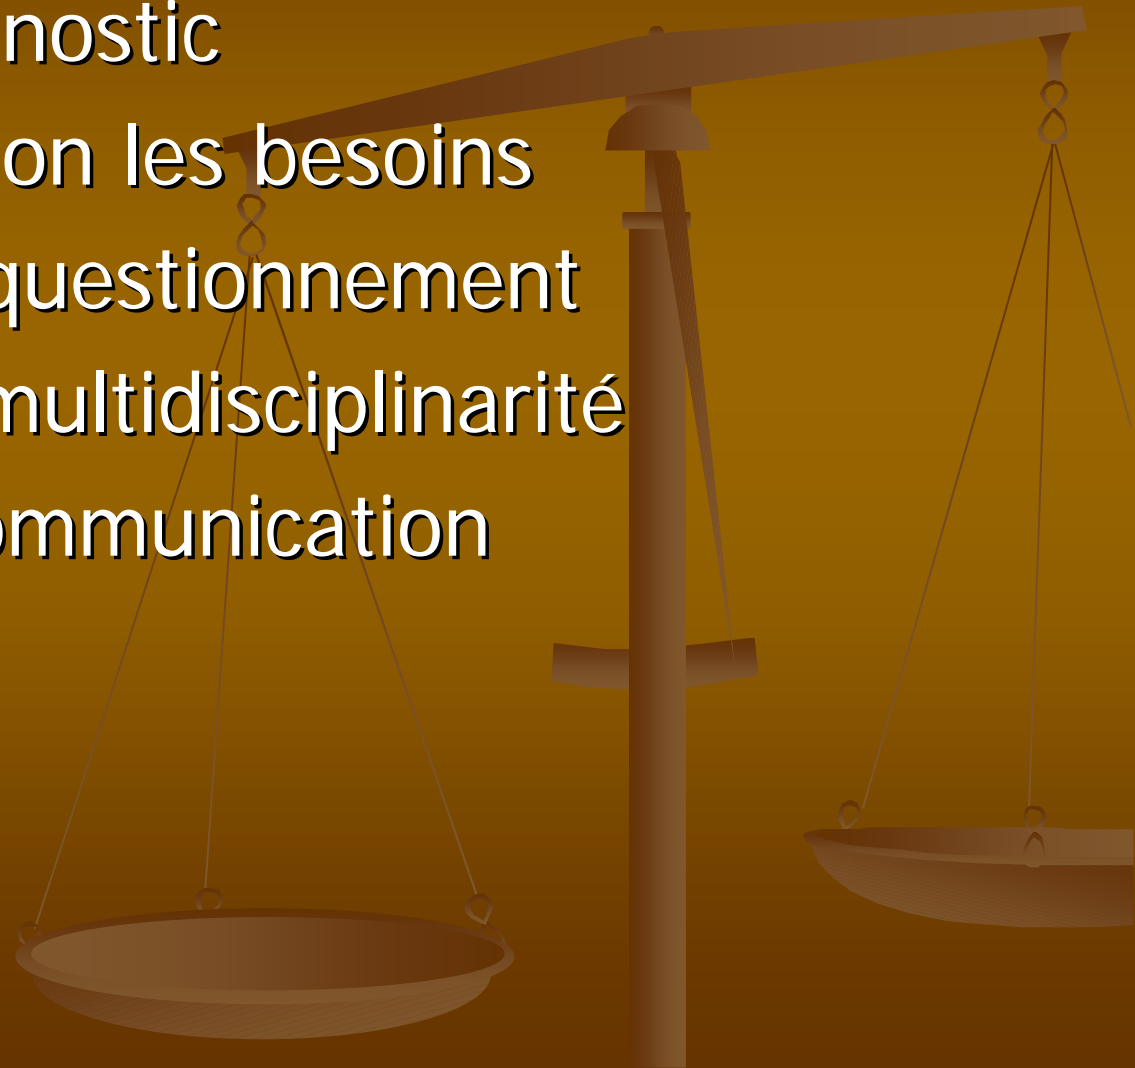 nostic
on les besoins
questionnement
multidisciplinarité
ommunication